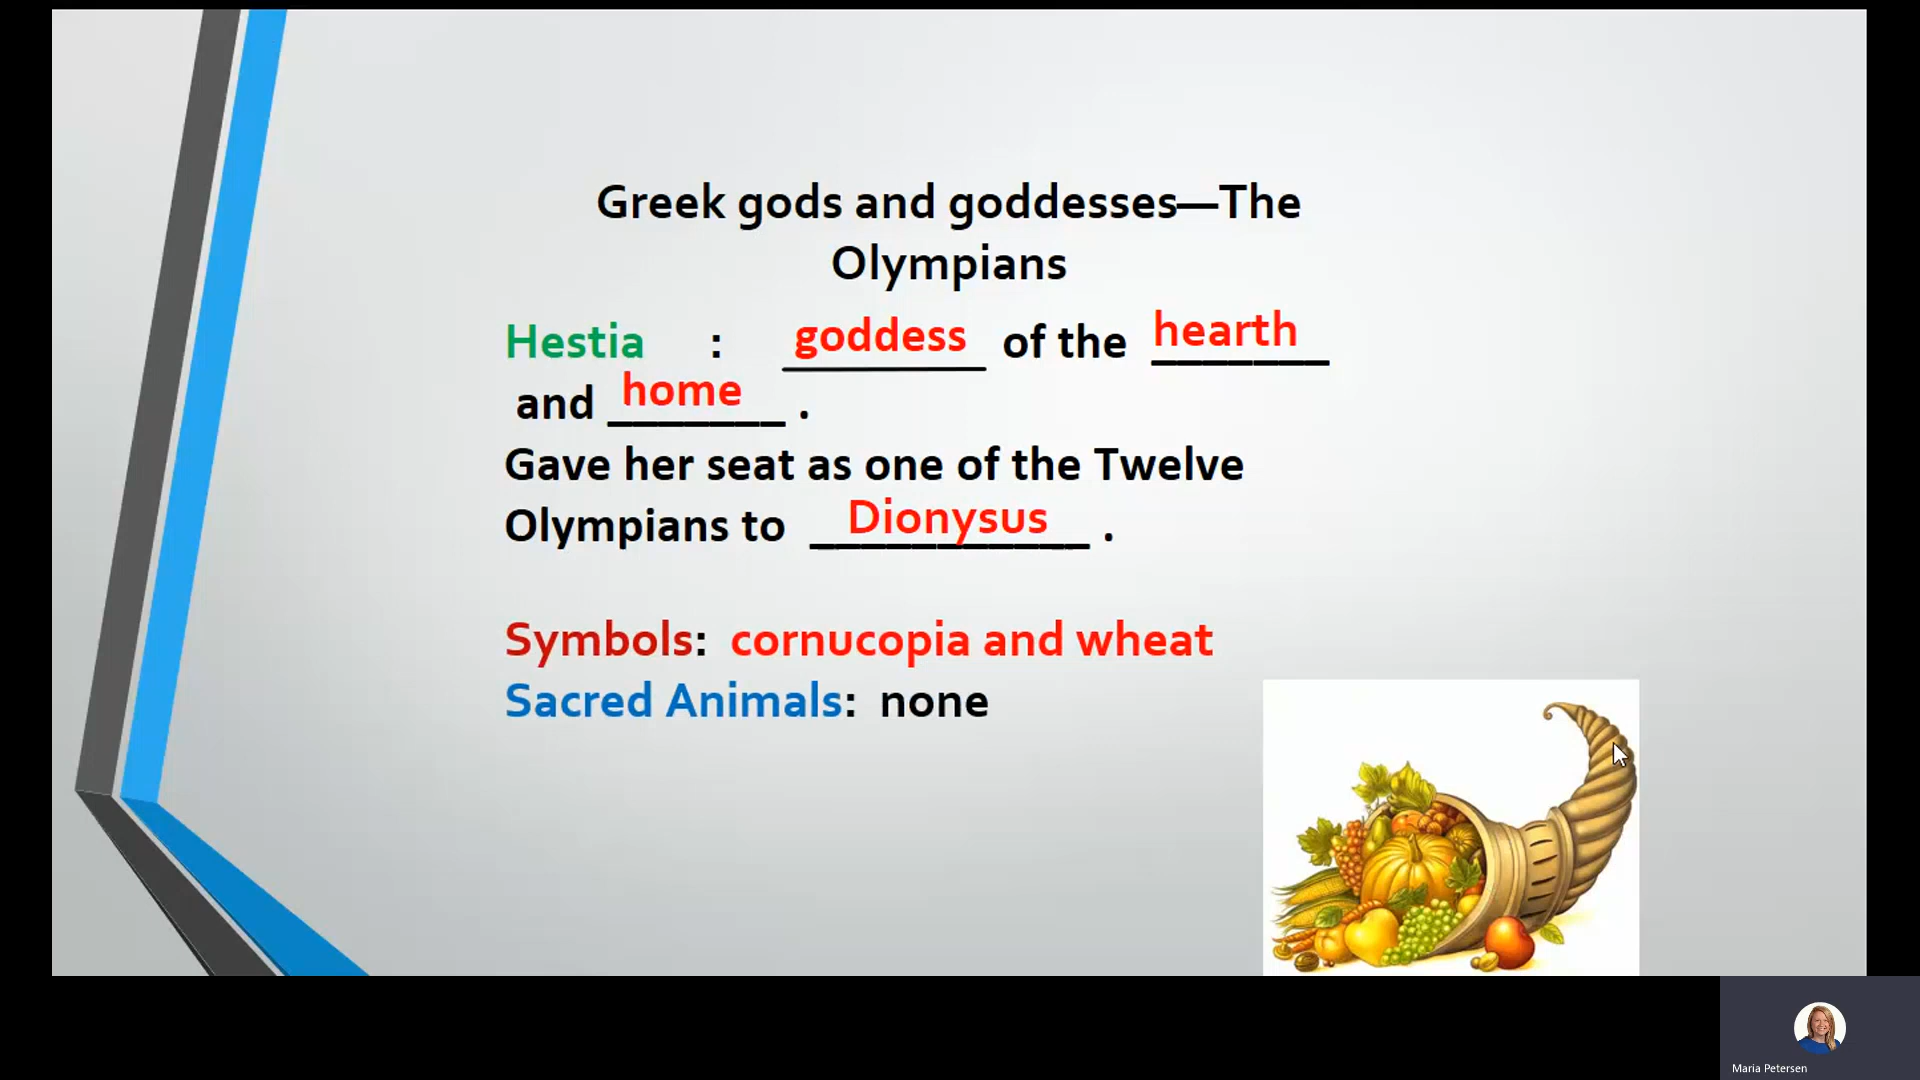 Greek gods and goddesses—The
Olympians
Hestia : goddess of the hearth
and home .
Gave her seat as one of the Twelve
Olympians to Dionysus .
Symbols: cornucopia and wheat
Sacred Animals: none
Maria Petersen